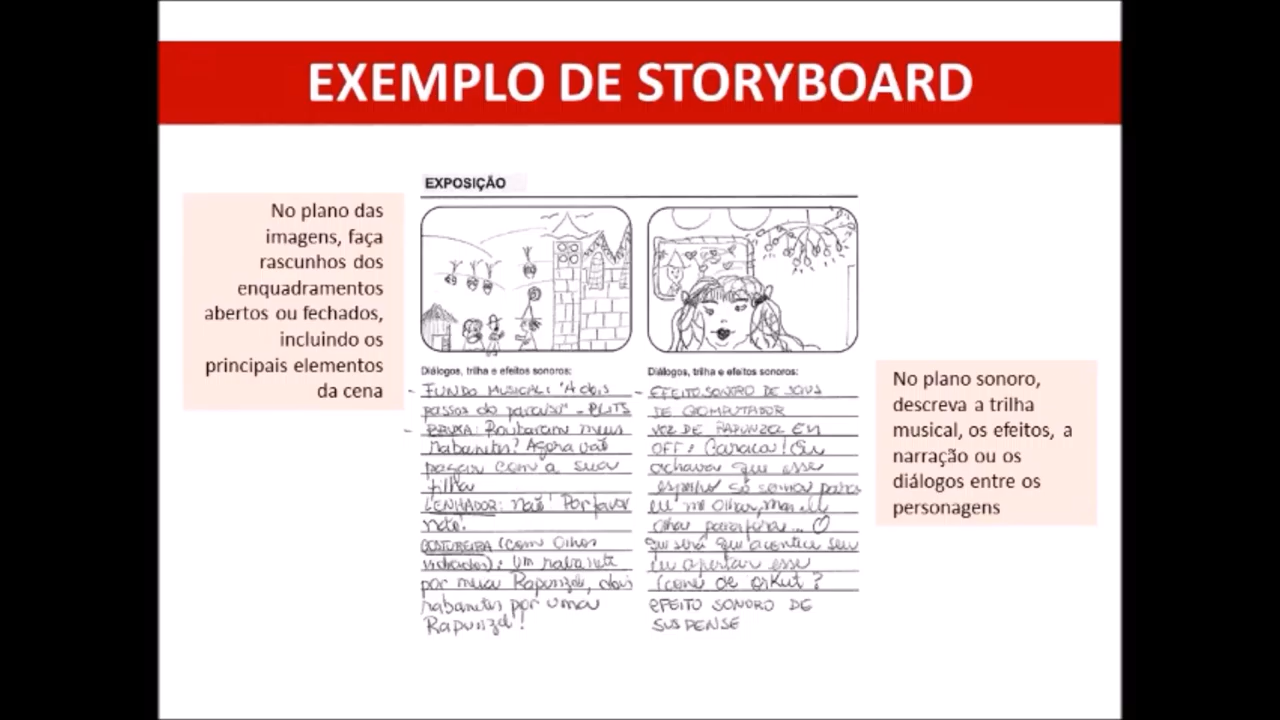 EXEMPLO DE STORYBOARD
No plano das
imagens, faça
rascunhos dos
enquadramentos
abertos ou fechados,
incluindo os
principais elementos
da cena
EXPOSIÇÃO
Diálogos, trilha e efeitos sonoros:
- FUNDO MUSICAL: "A dois
passos do paraíso" - BLITS
- BRUXA: Roubaram meus
rabanetes? Agora vai
pagar com a sua
filha
LENHADOR: Não! Por favor
não!
COSTUREIRA (com olhos
vidrados): Um rabanete
por meia Rapunzel, dois
rabanetes por uma
Rapunzel!
Diálogos, trilha e efeitos sonoros:
- EFEITO SONORO DE
DE COMPUTADOR
VOZ DE RAPUNZEL EM
OFF: Caraca! Eu
achava que esse
espelho só servia para
eu me olhar, mas ele
olha para fora...
que será que acontece seu
eu apertar esse
ícone de orkut?
EFEITO SONORO DE
SUSPENSE
No plano sonoro,
descreva a trilha
musical, os efeitos, a
narração ou os
diálogos entre os
personagens